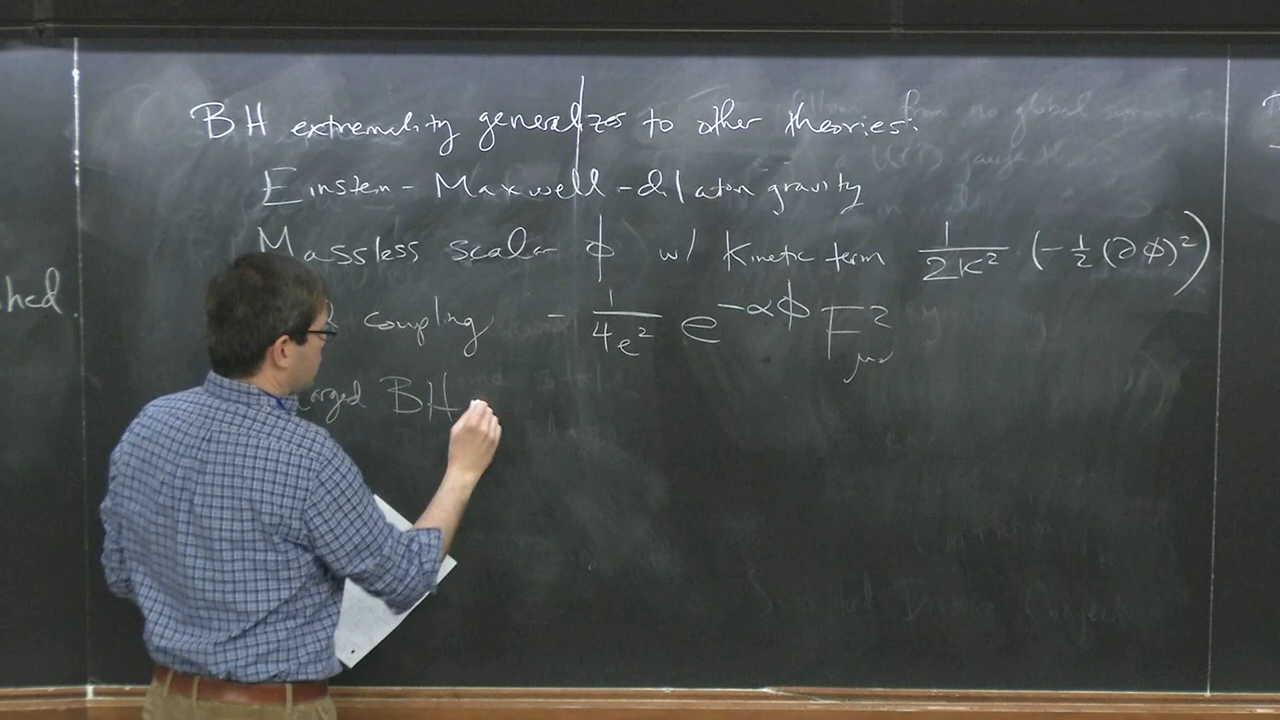 BH extremality generalizes to other theories:
Einstein-Maxwell-dilaton gravity
Massless scalar ϕ w/ kinetic term 1/2κ² (-½(∂ϕ)²)
coupling - 1/4e² e^{-αϕ} F²_{μν}
BH